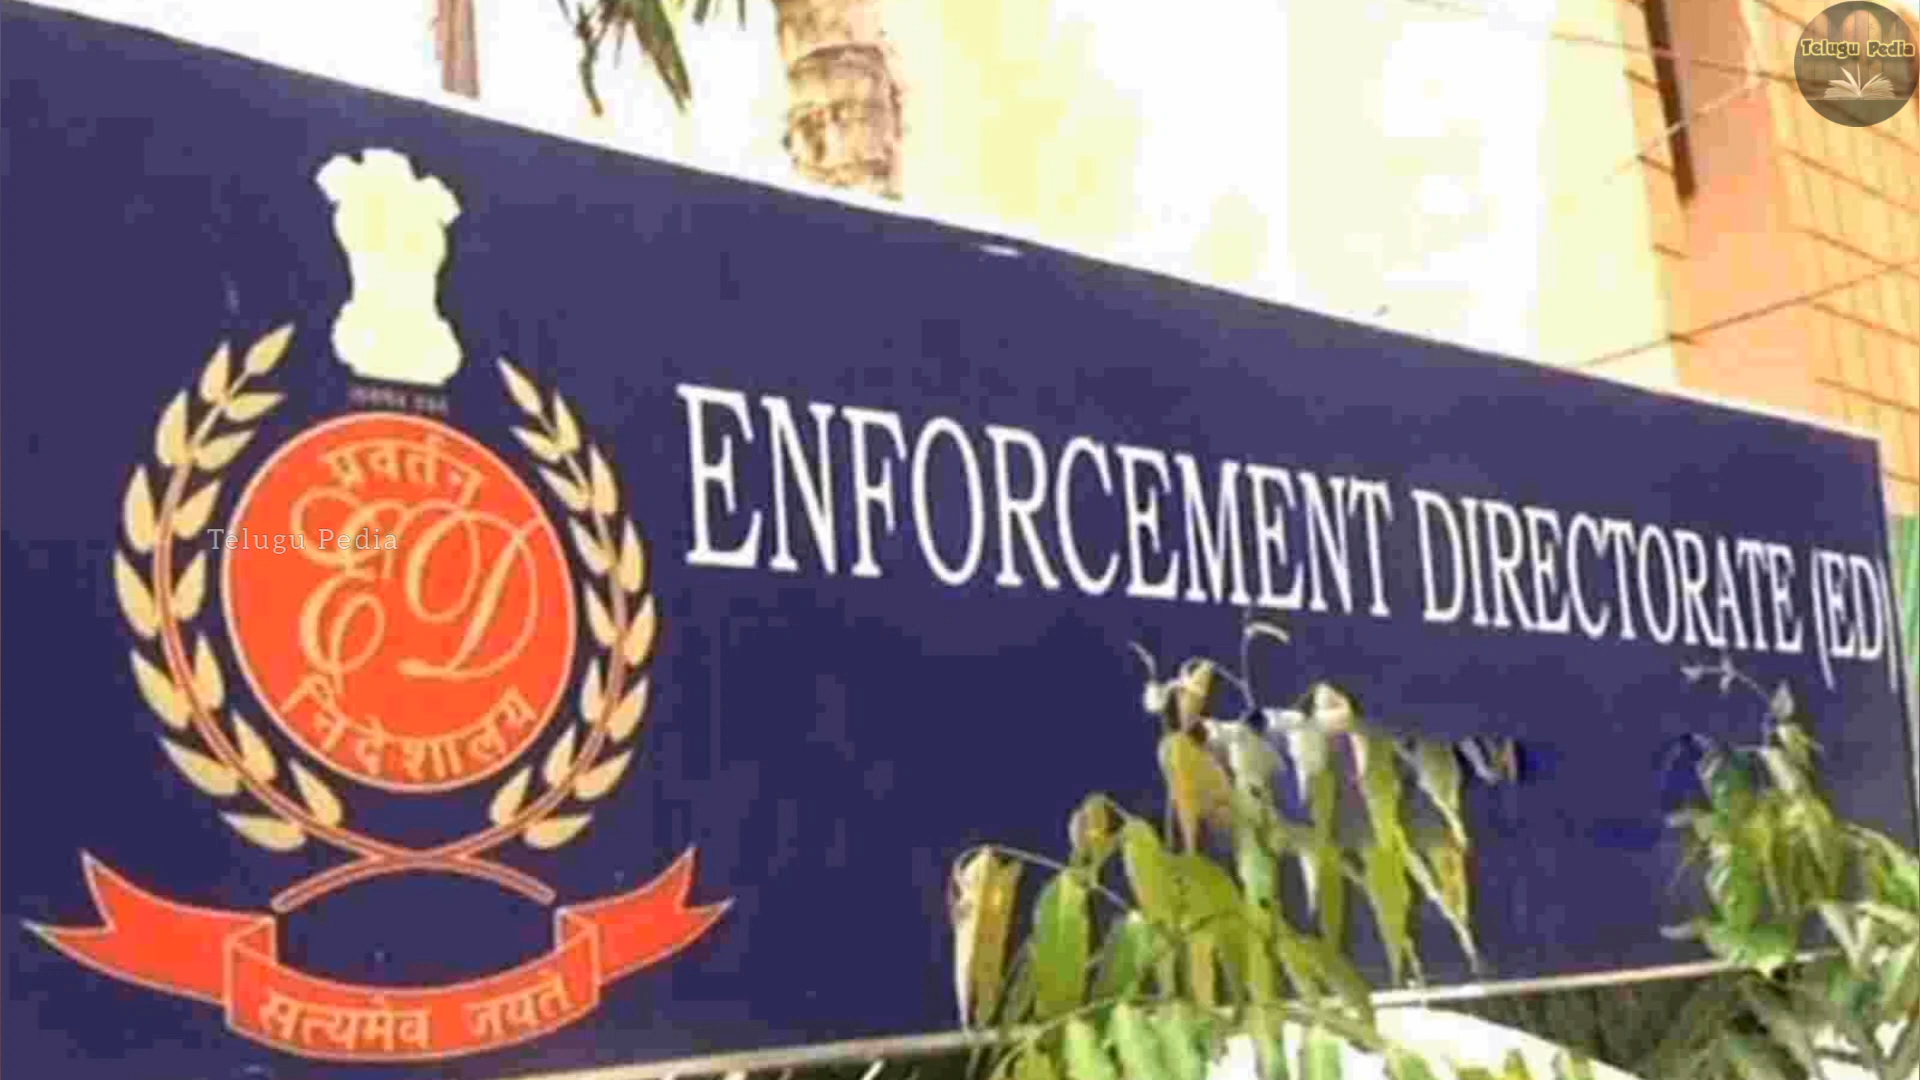 Telugu Pedia
प्रवर्तन
ED
निदेशालय
Telugu Pedia
ENFORCEMENT DIRECTORATE (ED)
सत्यमेव जयते